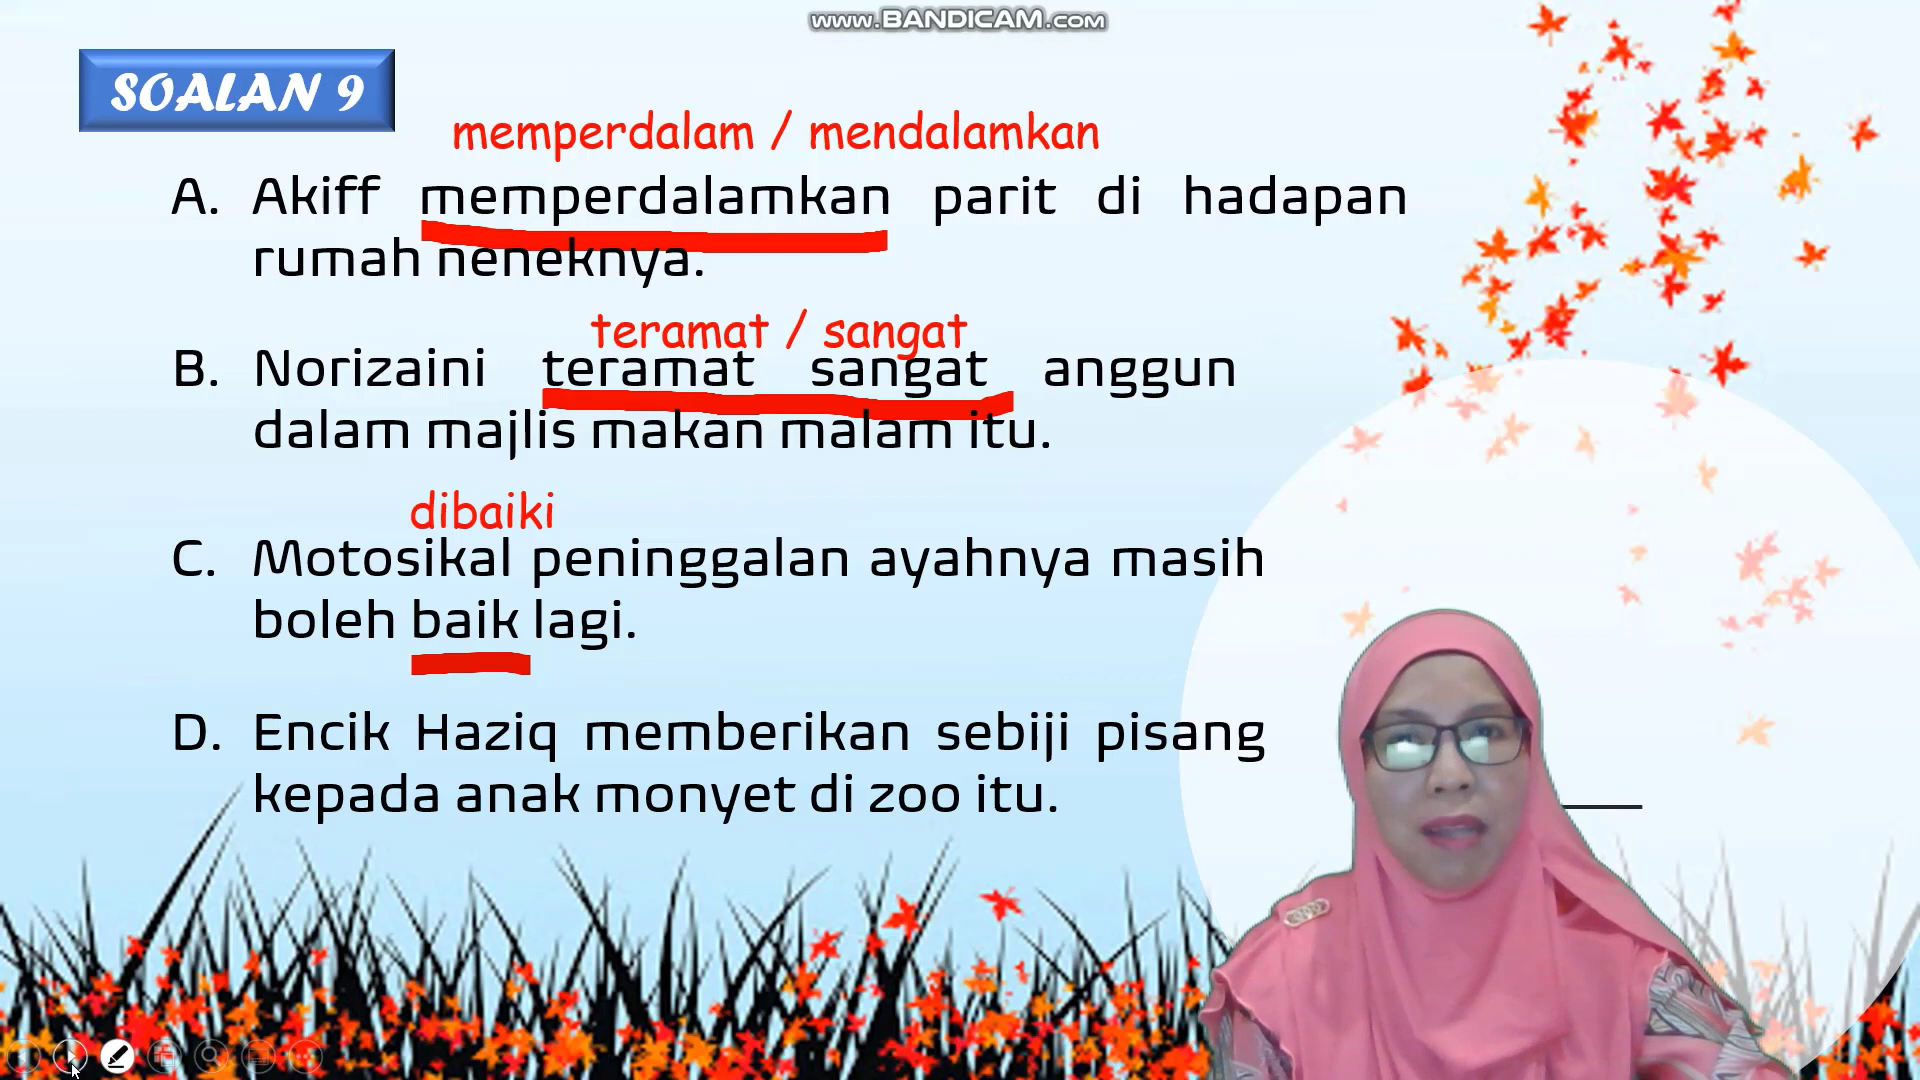 www.BANDICAM.com
SOALAN 9
memperdalam / mendalamkan
A. Akiff memperdalamkan parit di hadapan
rumah neneknya.
teramat / sangat
B. Norizaini teramat sangat anggun
dalam majlis makan malam itu.
dibaiki
C. Motosikal peninggalan ayahnya masih
boleh baik lagi.
D. Encik Haziq memberikan sebiji pisang
kepada anak monyet di zoo itu.